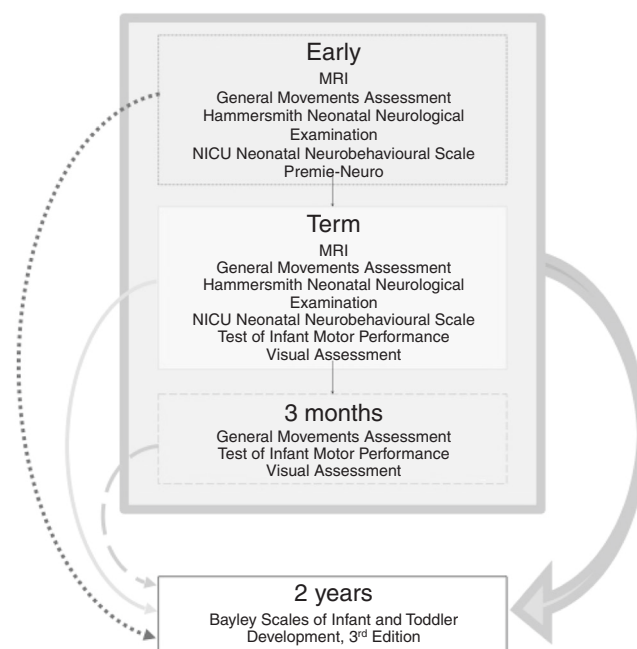 Early
MRI
General Movements Assessment
Hammersmith Neonatal Neurological
Examination
NICU Neonatal Neurobehavioural Scale
Premie-Neuro
Term
MRI
General Movements Assessment
Hammersmith Neonatal Neurological
Examination
NICU Neonatal Neurobehavioural Scale
Test of Infant Motor Performance
Visual Assessment
3 months
General Movements Assessment
Test of Infant Motor Performance
Visual Assessment
2 years
Bayley Scales of Infant and Toddler
Development, 3rd Edition